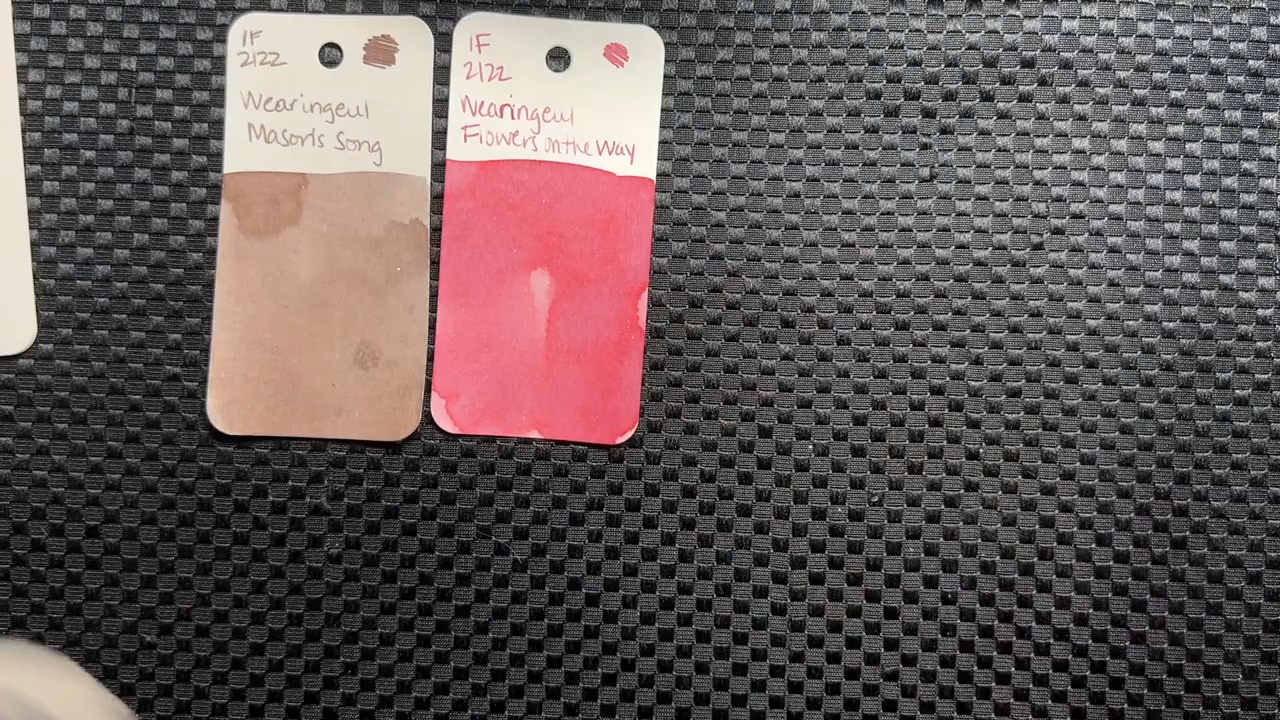 IF
2122
Wearingeul
Mason's Song
IF
2122
Wearingeul
Flowers on the Way